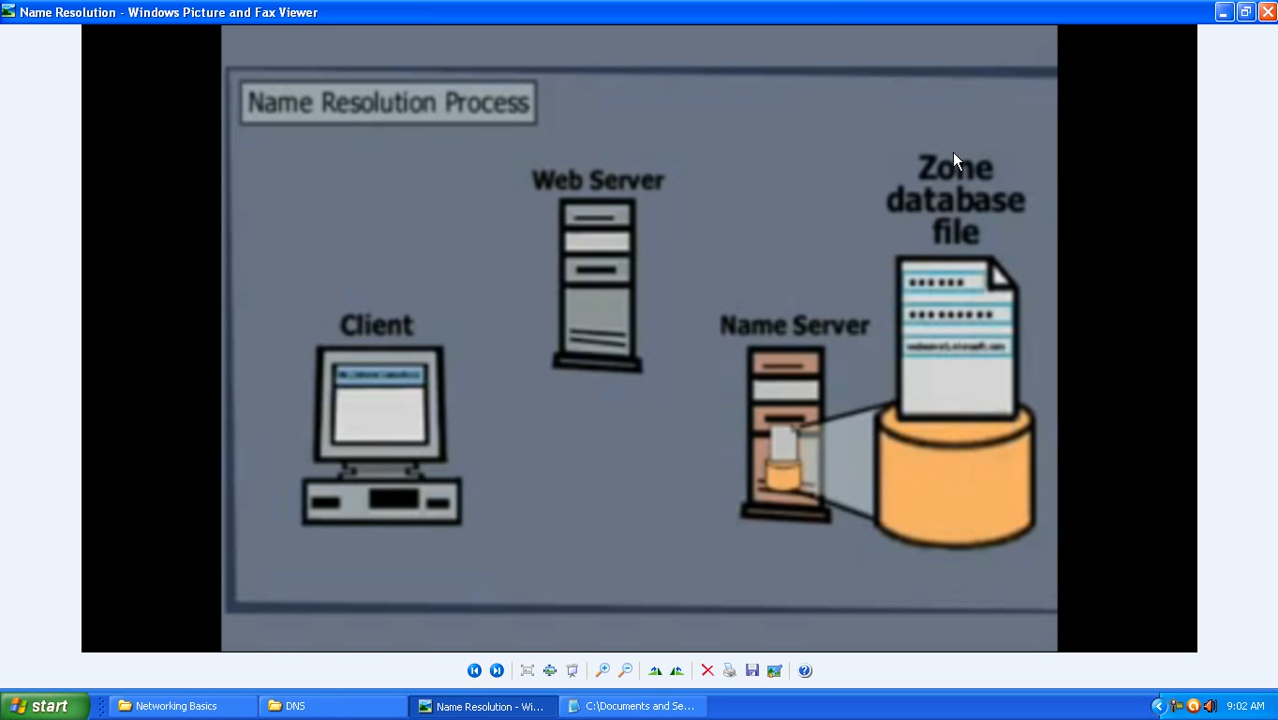 Name Resolution - Windows Picture and Fax Viewer
Name Resolution Process
Web Server
Zone
database
file
Client
Name Server
start
Networking Basics
DNS
Name Resolution - Wi...
C:\Documents and Se...
9:02 AM